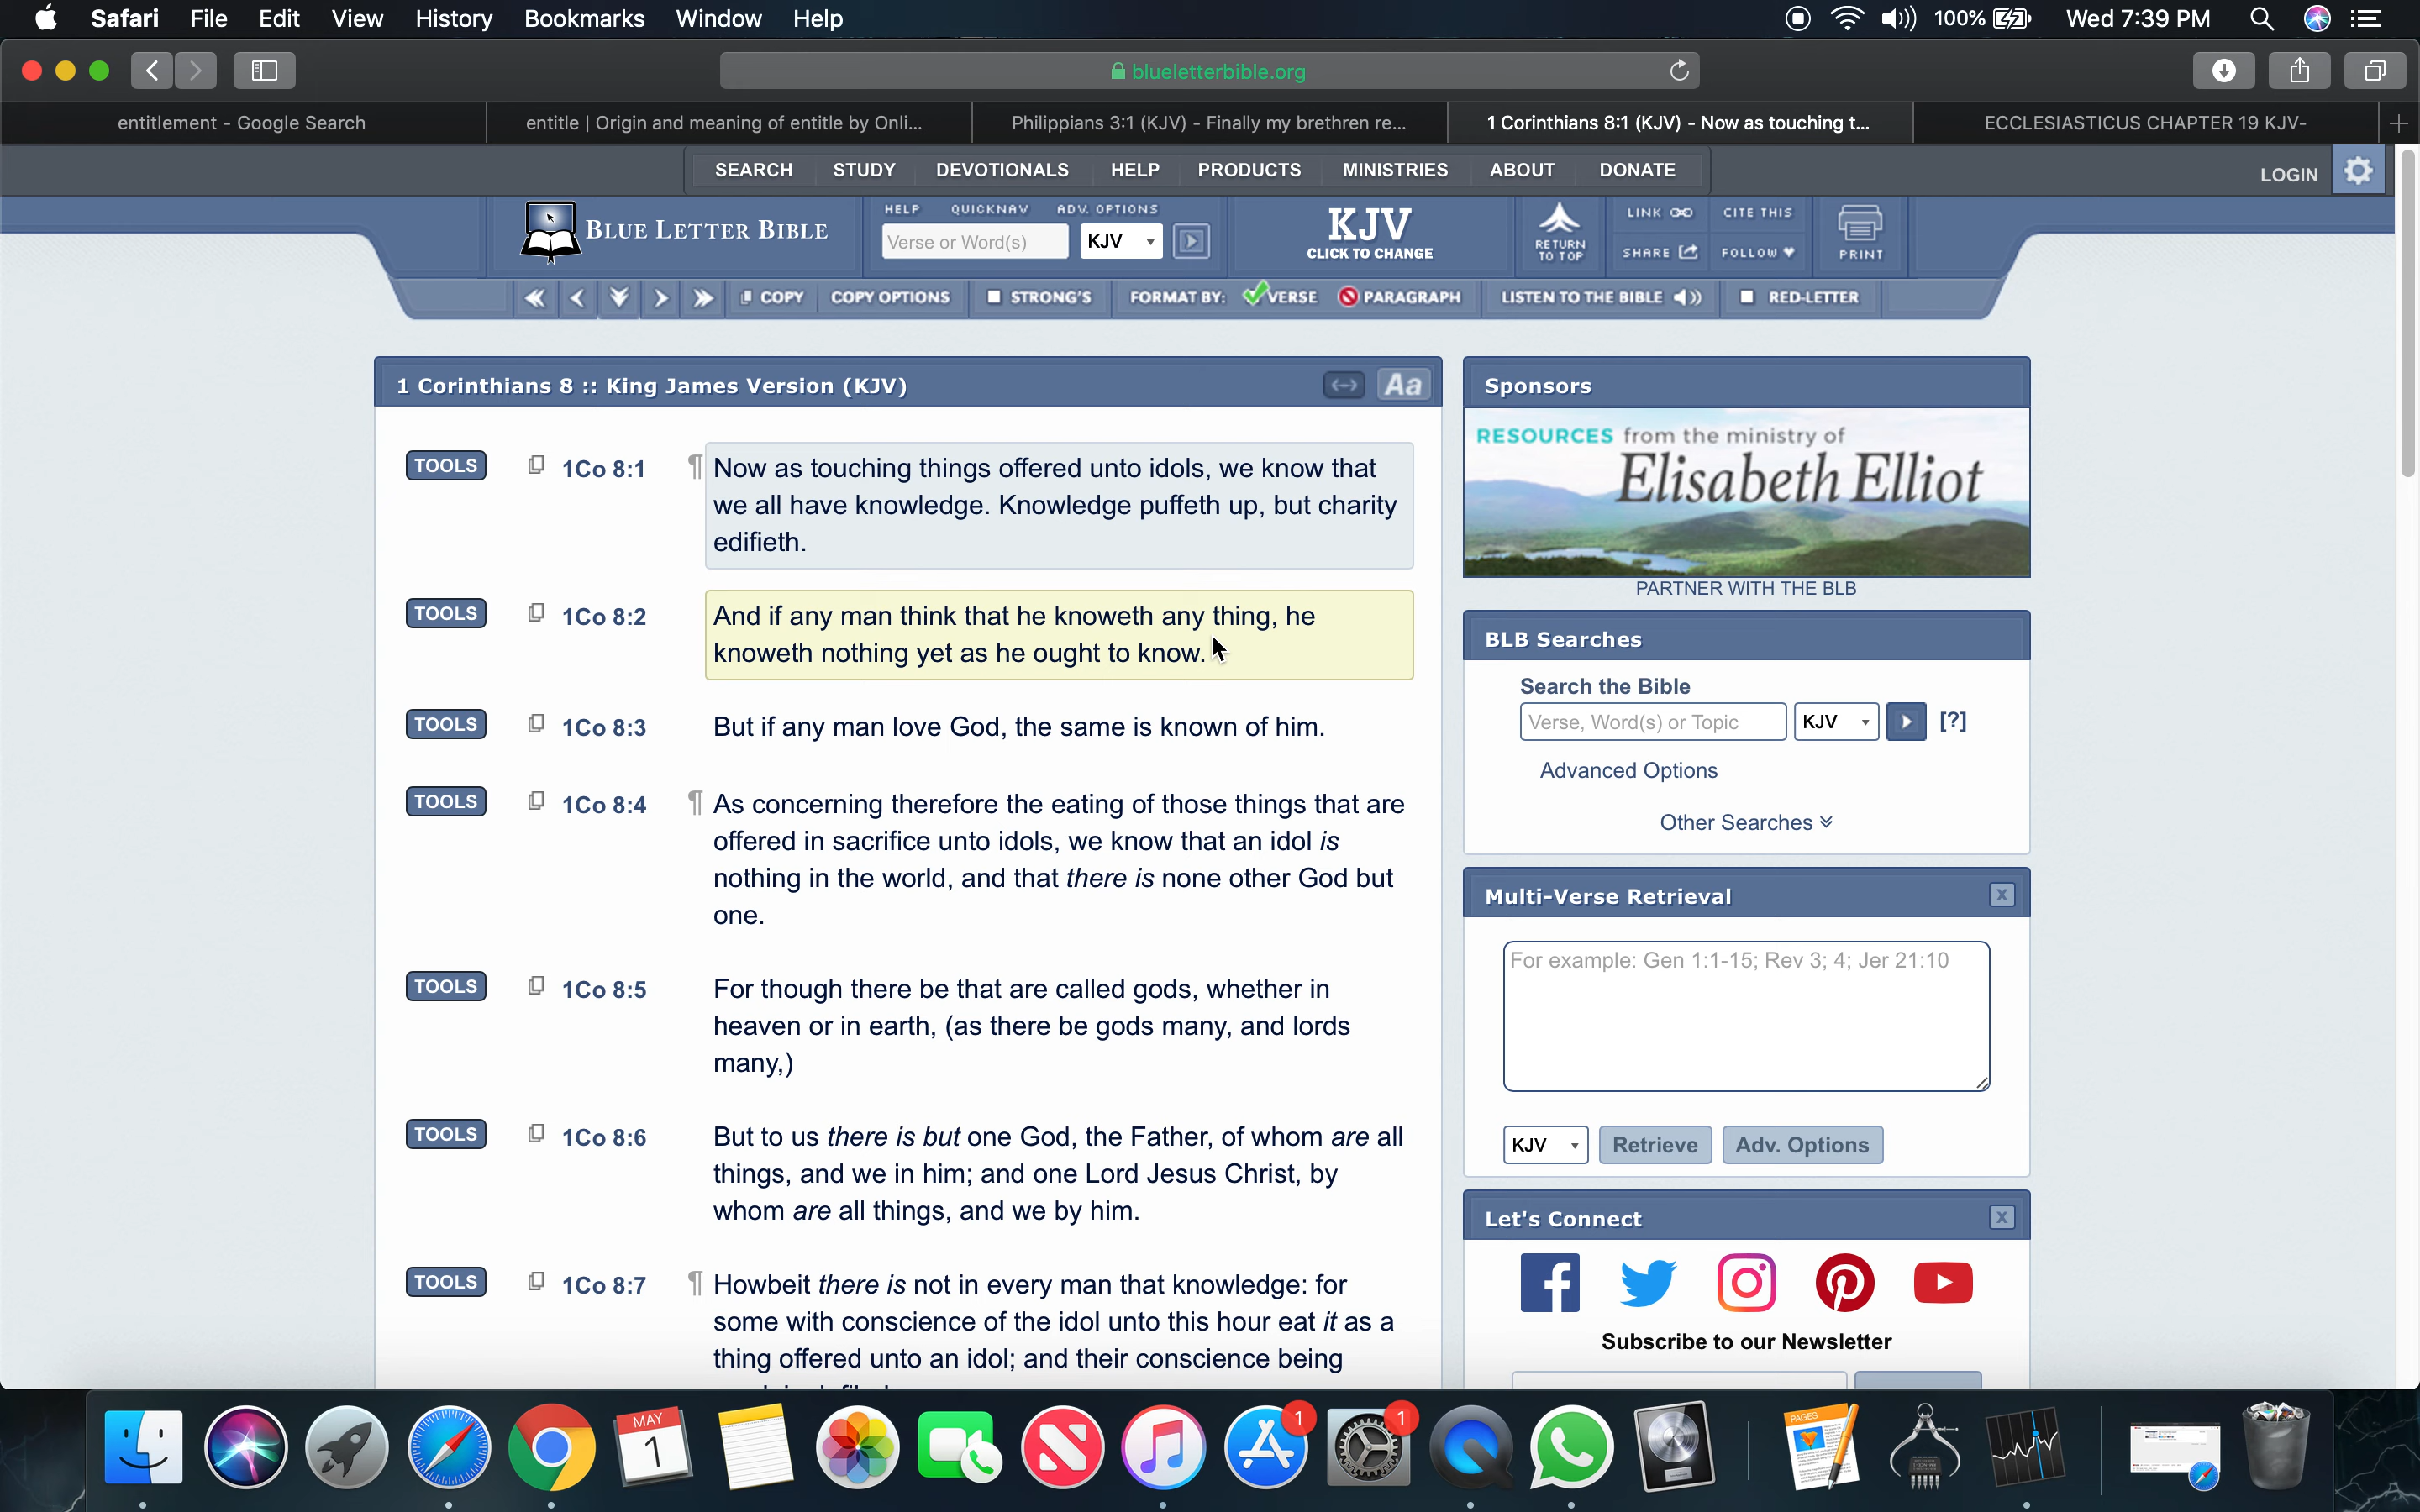 Safari File Edit View History Bookmarks Window Help 100% Wed 7:39 PM
blueletterbible.org
entitlement - Google Search
entitle | Origin and meaning of entitle by Onli...
Philippians 3:1 (KJV) - Finally my brethren re...
1 Corinthians 8:1 (KJV) - Now as touching t...
ECCLESIASTICUS CHAPTER 19 KJV-
SEARCH STUDY DEVOTIONALS HELP PRODUCTS MINISTRIES ABOUT DONATE
LOGIN
BLUE LETTER BIBLE
HELP QUICKNAV ADV. OPTIONS
Verse or Word(s) KJV
KJV
CLICK TO CHANGE
RETURN
TO TOP
LINK CITE THIS
SHARE FOLLOW
PRINT
COPY COPY OPTIONS STRONG'S FORMAT BY: VERSE PARAGRAPH LISTEN TO THE BIBLE RED-LETTER
1 Corinthians 8 :: King James Version (KJV)
Aa
TOOLS 1Co 8:1 ¶ Now as touching things offered unto idols, we know that
we all have knowledge. Knowledge puffeth up, but charity
edifieth.
TOOLS 1Co 8:2 And if any man think that he knoweth any thing, he
knoweth nothing yet as he ought to know.
TOOLS 1Co 8:3 But if any man love God, the same is known of him.
TOOLS 1Co 8:4 ¶ As concerning therefore the eating of those things that are
offered in sacrifice unto idols, we know that an idol is
nothing in the world, and that there is none other God but
one.
TOOLS 1Co 8:5 For though there be that are called gods, whether in
heaven or in earth, (as there be gods many, and lords
many,)
TOOLS 1Co 8:6 But to us there is but one God, the Father, of whom are all
things, and we in him; and one Lord Jesus Christ, by
whom are all things, and we by him.
TOOLS 1Co 8:7 ¶ Howbeit there is not in every man that knowledge: for
some with conscience of the idol unto this hour eat it as a
thing offered unto an idol; and their conscience being
Sponsors
RESOURCES from the ministry of
Elisabeth Elliot
PARTNER WITH THE BLB
BLB Searches
Search the Bible
Verse, Word(s) or Topic KJV [?]
Advanced Options
Other Searches
Multi-Verse Retrieval x
For example: Gen 1:1-15; Rev 3; 4; Jer 21:10
KJV Retrieve Adv. Options
Let's Connect x
Subscribe to our Newsletter
MAY
1
1
1
PAGES